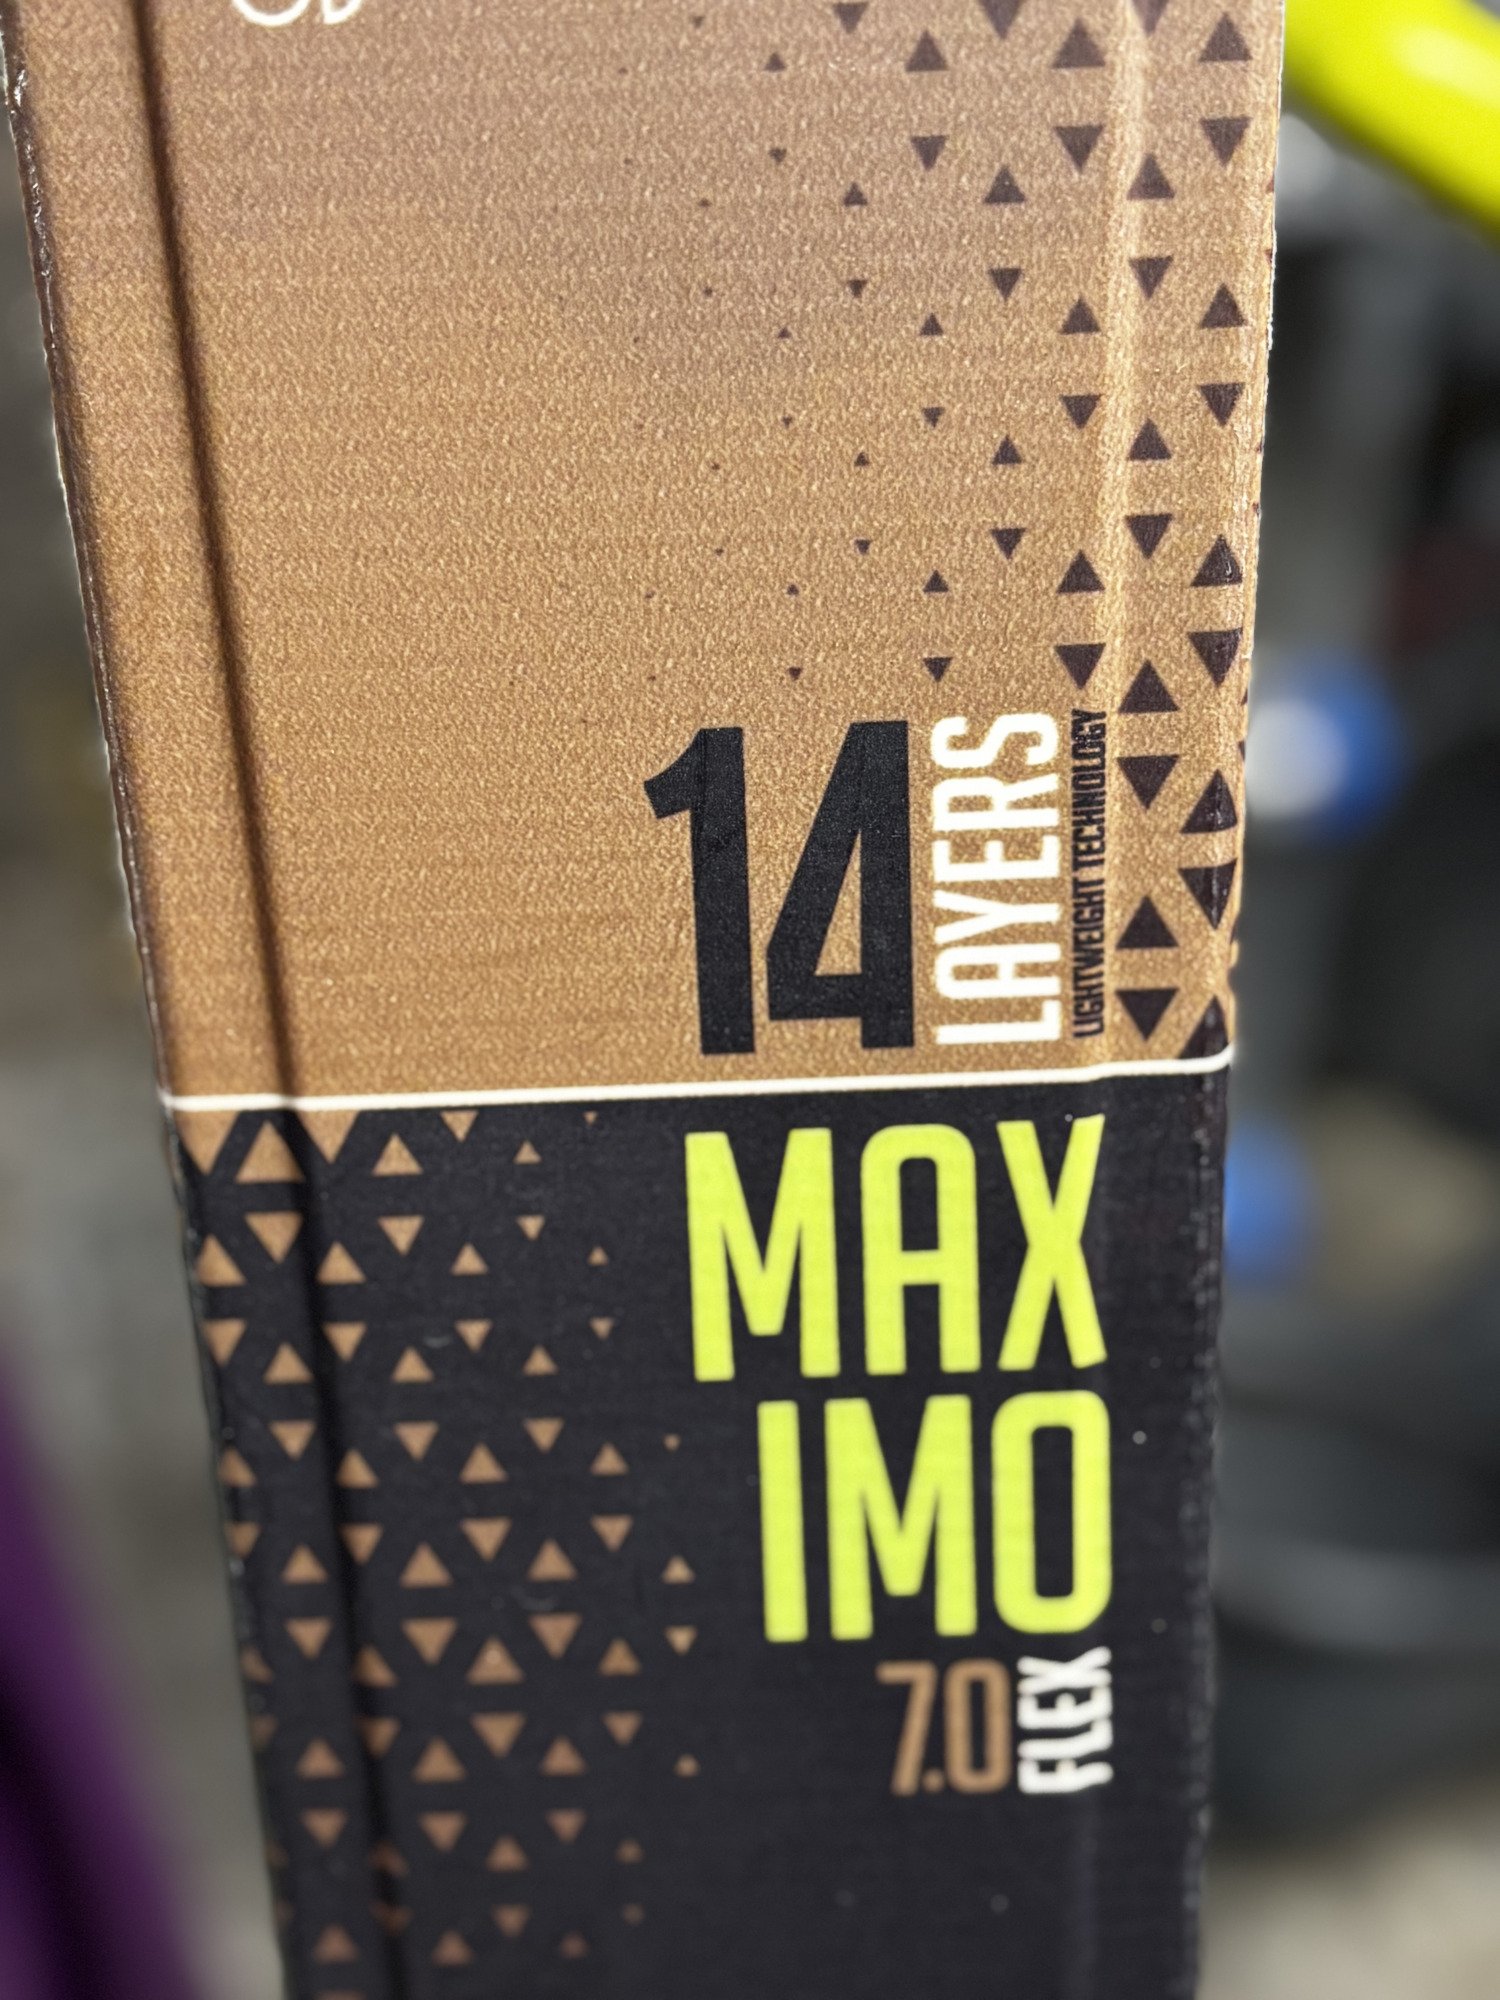 14
LAYERS
LIGHTWEIGHT TECHNOLOGY
MAX
IMO
7.0
FLEX